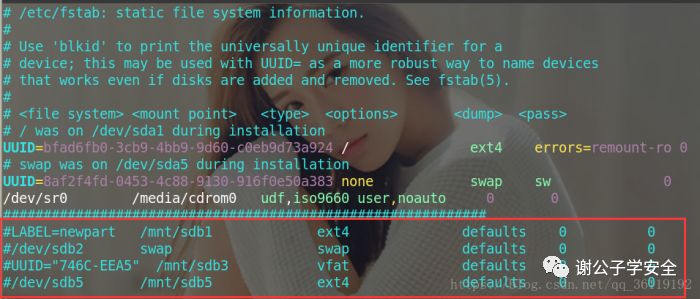 # /etc/fstab: static file system information.
#
# Use 'blkid' to print the universally unique identifier for a
# device; this may be used with UUID= as a more robust way to name devices
# that works even if disks are added and removed. See fstab(5).
#
# <file system> <mount point>   <type>  <options>       <dump>  <pass>
# / was on /dev/sda1 during installation
UUID=bfad6fb0-3cb9-4bb9-9d60-c0eb9d73a924 /               ext4    errors=remount-ro 0
# swap was on /dev/sda5 during installation
UUID=8af2f4fd-0453-4c88-9130-916f0e50a383 none            swap    sw              0
/dev/sr0        /media/cdrom0   udf,iso9660 user,noauto     0       0
############################################################
#LABEL=newpart   /mnt/sdb1             ext4              defaults    0          0
#/dev/sdb2       swap                  swap              defaults    0          0
#UUID="746C-EEA5"  /mnt/sdb3           vfat              defaults    0
#/dev/sdb5       /mnt/sdb5             ext4              defaults    0          0
谢公子学安全
https://blog.csdn.net/qq_36119192